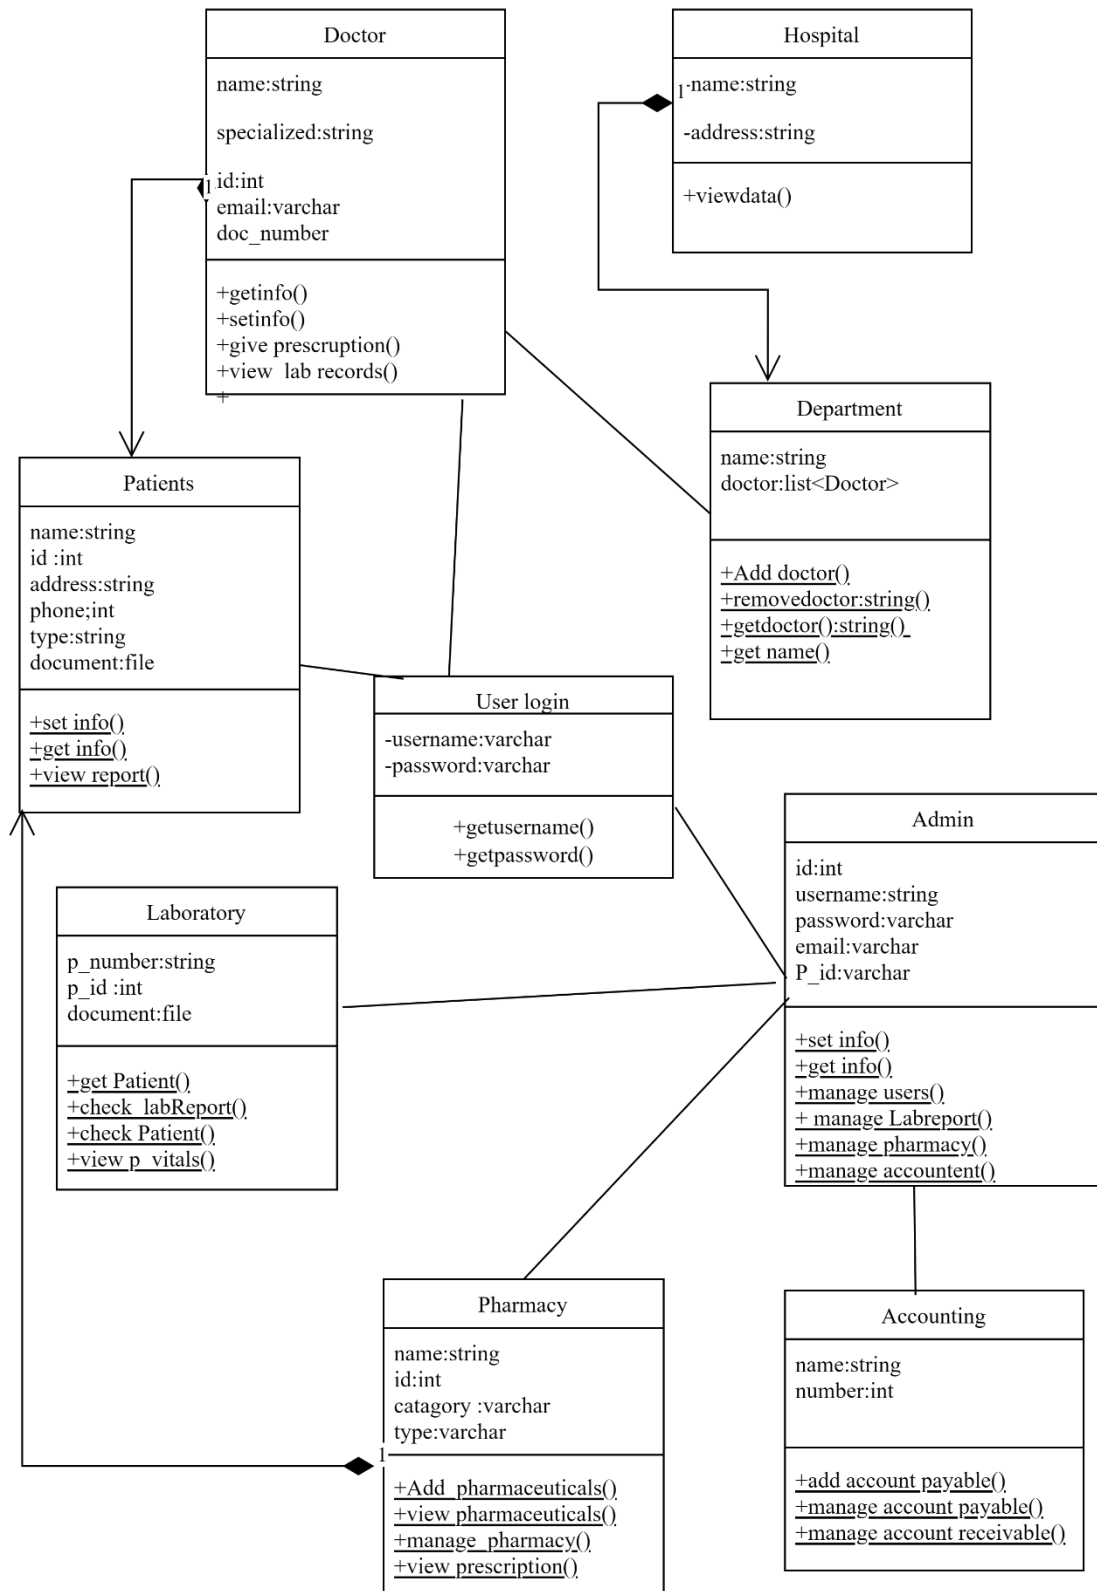 Doctor
name:string
specialized:string
1
id:int
email:varchar
doc_number
+getinfo()
+setinfo()
+give prescruption()
+view lab records()
+
Hospital
1
-name:string
-address:string
+viewdata()
Department
name:string
doctor:list<Doctor>
+Add doctor()
+removedoctor:string()
+getdoctor():string()
+get name()
Patients
name:string
id :int
address:string
phone;int
type:string
document:file
+set info()
+get info()
+view report()
User login
-username:varchar
-password:varchar
+getusername()
+getpassword()
Admin
id:int
username:string
password:varchar
email:varchar
P_id:varchar
+set info()
+get info()
+manage users()
+ manage Labreport()
+manage pharmacy()
+manage accountent()
Laboratory
p_number:string
p_id :int
document:file
+get Patient()
+check_labReport()
+check Patient()
+view p_vitals()
Pharmacy
name:string
id:int
catagory :varchar
type:varchar
1
+Add_pharmaceuticals()
+view pharmaceuticals()
+manage_pharmacy()
+view prescription()
Accounting
name:string
number:int
+add account payable()
+manage account payable()
+manage account receivable()